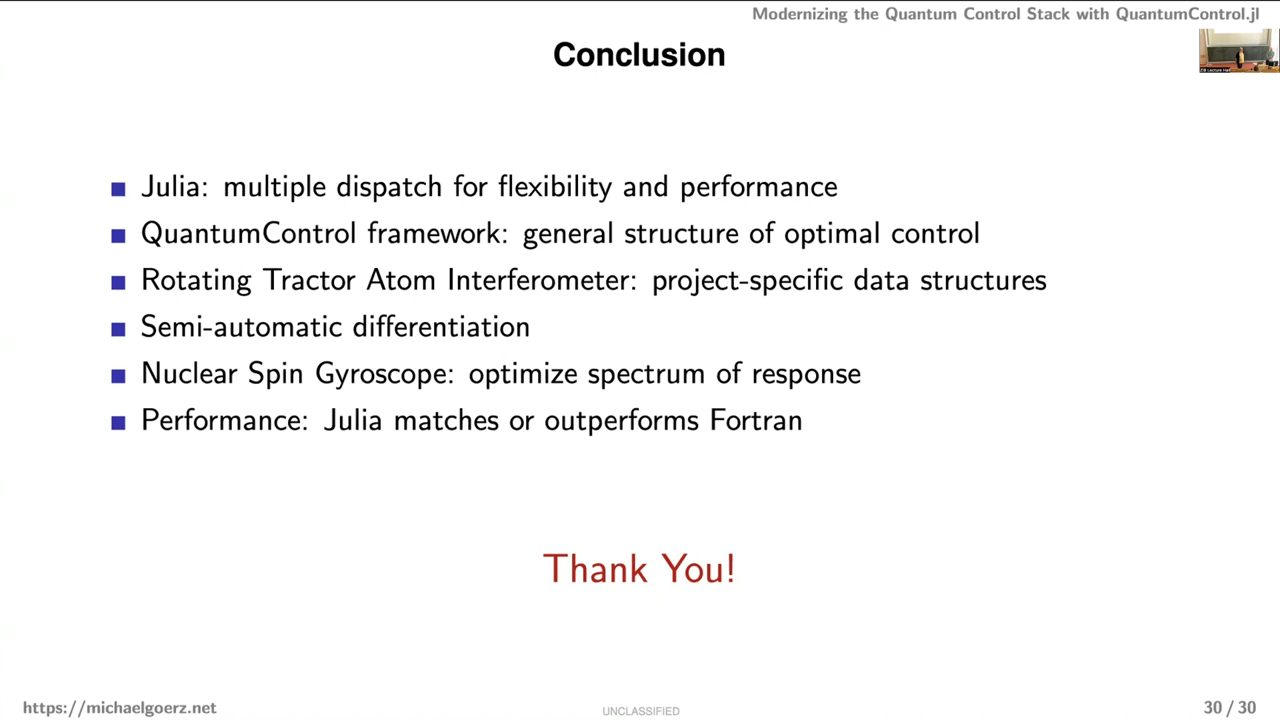 Modernizing the Quantum Control Stack with QuantumControl.jl
Conclusion
Julia: multiple dispatch for flexibility and performance
QuantumControl framework: general structure of optimal control
Rotating Tractor Atom Interferometer: project-specific data structures
Semi-automatic differentiation
Nuclear Spin Gyroscope: optimize spectrum of response
Performance: Julia matches or outperforms Fortran
Thank You!
https://michaelgoerz.net
UNCLASSIFIED
30 / 30